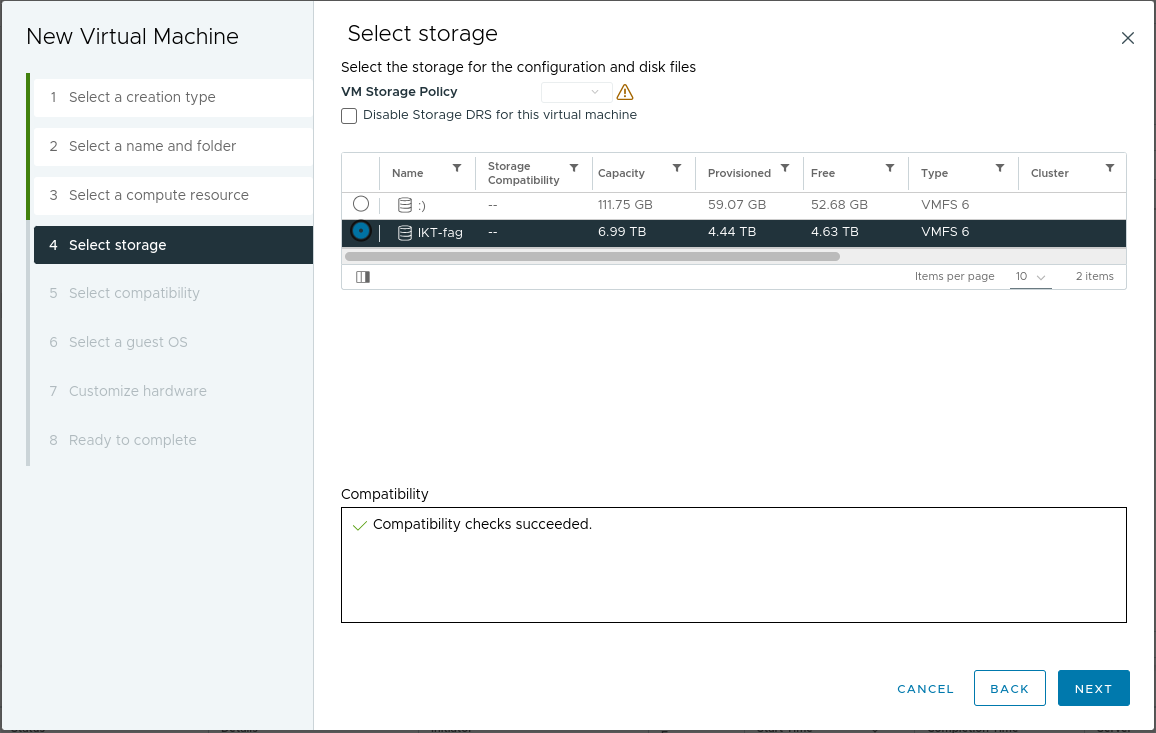 New Virtual Machine
1 Select a creation type
2 Select a name and folder
3 Select a compute resource
4 Select storage
5 Select compatibility
6 Select a guest OS
7 Customize hardware
8 Ready to complete
Select storage
Select the storage for the configuration and disk files
VM Storage Policy
Disable Storage DRS for this virtual machine
Name Storage Compatibility Capacity Provisioned Free Type Cluster
:) -- 111.75 GB 59.07 GB 52.68 GB VMFS 6
IKT-fag -- 6.99 TB 4.44 TB 4.63 TB VMFS 6
Items per page 10 2 items
Compatibility
Compatibility checks succeeded.
CANCEL BACK NEXT